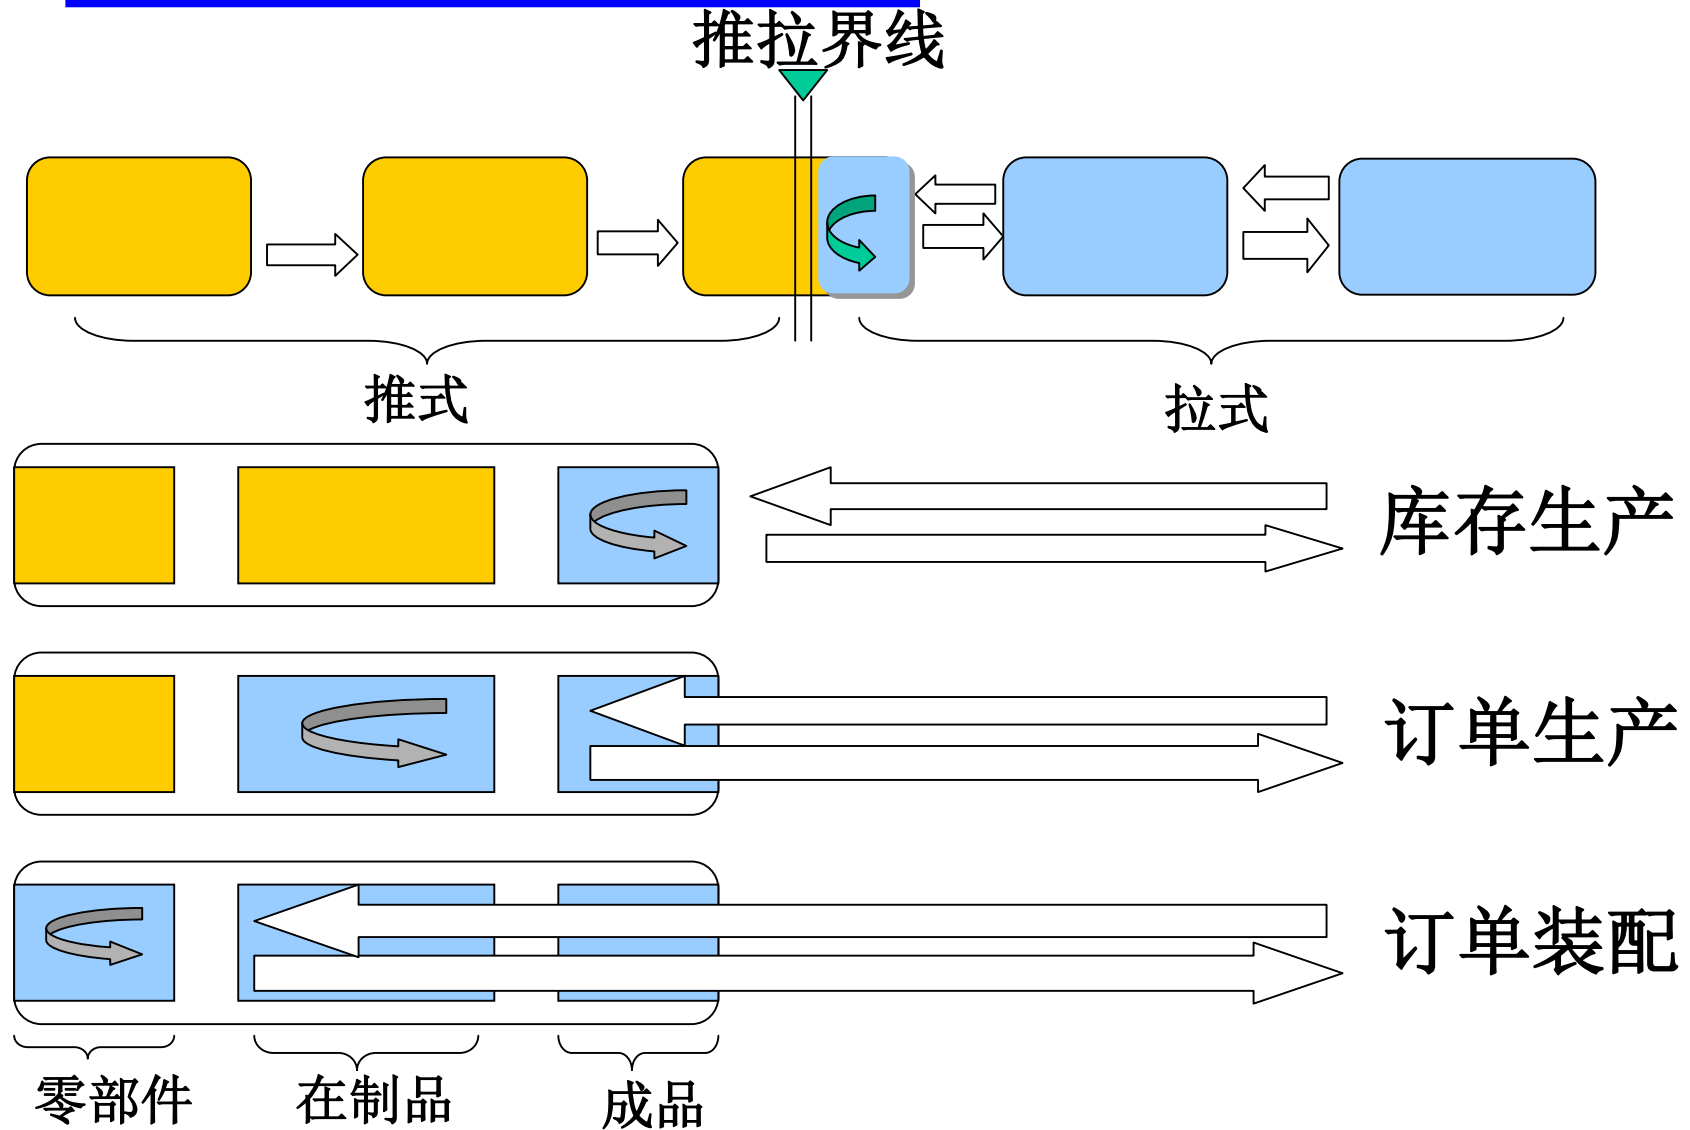 推拉界线
推式
拉式
库存生产
订单生产
订单装配
零部件
在制品
成品